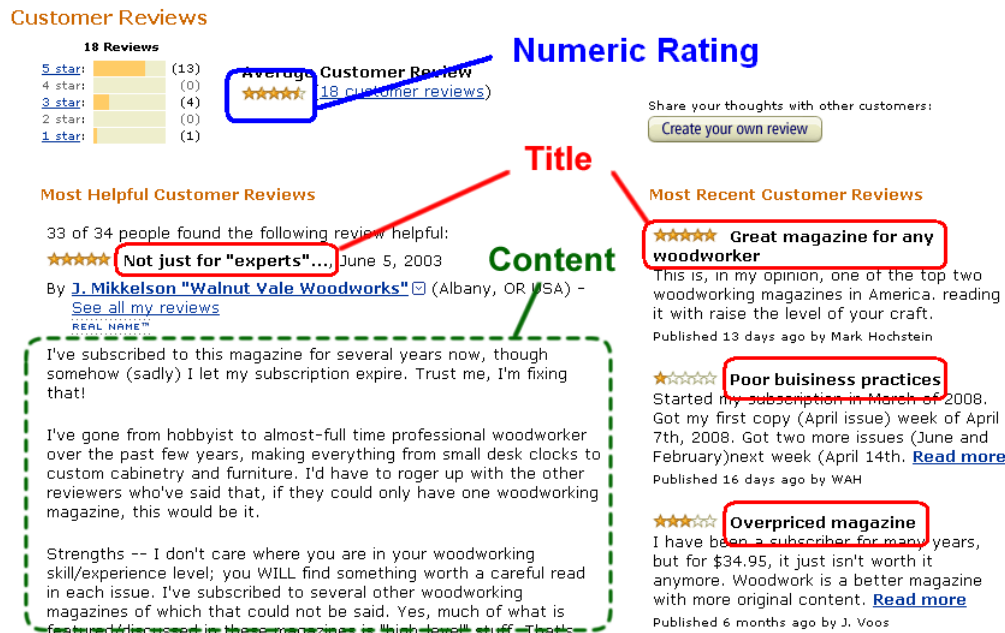 Customer Reviews
18 Reviews
5 star: (13)
4 star: (0)
3 star: (4)
2 star: (0)
1 star: (1)
Average Customer Review
(18 customer reviews)
Numeric Rating
Share your thoughts with other customers:
Create your own review
Title
Content
Most Helpful Customer Reviews
33 of 34 people found the following review helpful:
Not just for "experts"..., June 5, 2003
By J. Mikkelson "Walnut Vale Woodworks" (Albany, OR USA) -
See all my reviews
REAL NAME™
I've subscribed to this magazine for several years now, though
somehow (sadly) I let my subscription expire. Trust me, I'm fixing
that!
I've gone from hobbyist to almost-full time professional woodworker
over the past few years, making everything from small desk clocks to
custom cabinetry and furniture. I'd have to roger up with the other
reviewers who've said that, if they could only have one woodworking
magazine, this would be it.
Strengths -- I don't care where you are in your woodworking
skill/experience level; you WILL find something worth a careful read
in each issue. I've subscribed to several other woodworking
magazines of which that could not be said. Yes, much of what is
featured/discussed in these magazines is "high-level" stuff. That's
Most Recent Customer Reviews
Great magazine for any
woodworker
This is, in my opinion, one of the top two
woodworking magazines in America. reading
it with raise the level of your craft.
Published 13 days ago by Mark Hochstein
Poor buisiness practices
Started my subscription in March of 2008.
Got my first copy (April issue) week of April
7th, 2008. Got two more issues (June and
February)next week (April 14th. Read more
Published 16 days ago by WAH
Overpriced magazine
I have been a subscriber for many years,
but for $34.95, it just isn't worth it
anymore. Woodwork is a better magazine
with more original content. Read more
Published 6 months ago by J. Voos